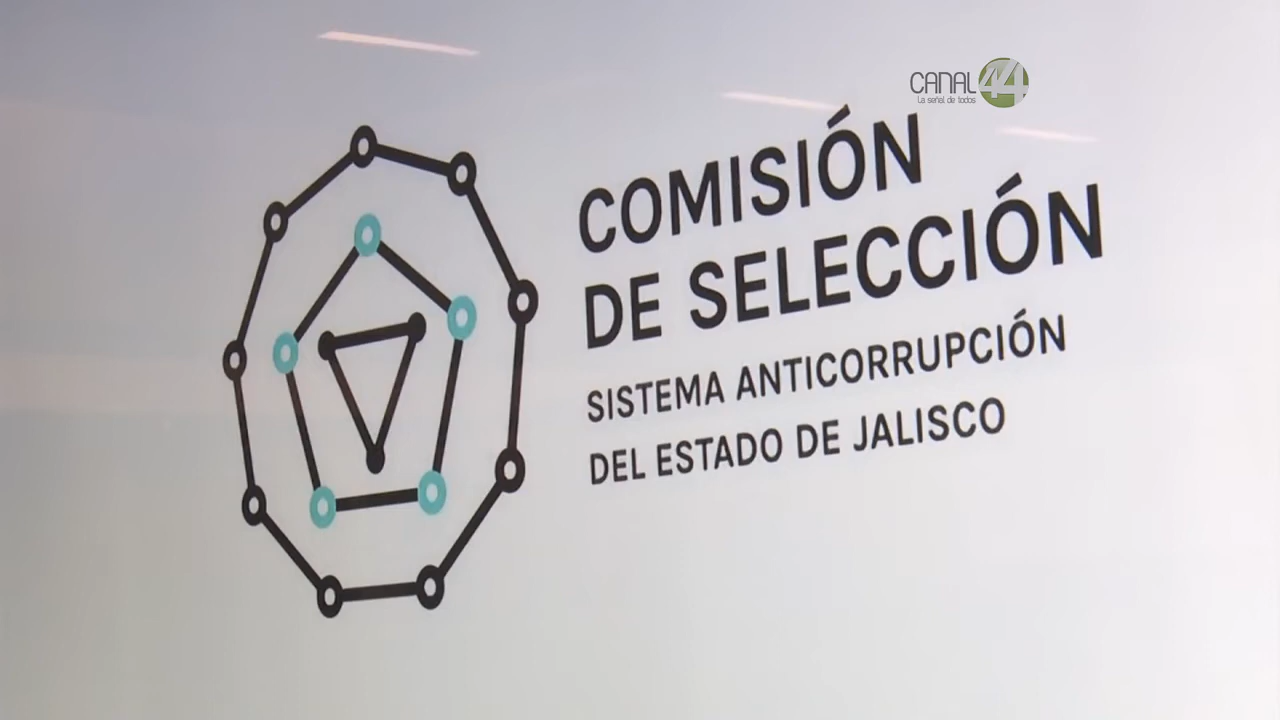 CANAL 44
La señal de todos
COMISIÓN
DE SELECCIÓN
SISTEMA ANTICORRUPCIÓN
DEL ESTADO DE JALISCO